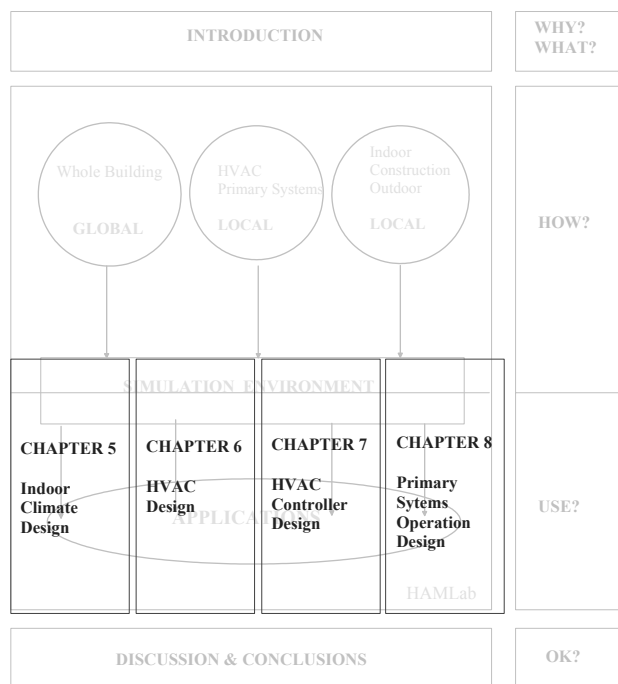 INTRODUCTION
WHY?
WHAT?
Whole Building
GLOBAL
HVAC
Primary Systems
LOCAL
Indoor
Construction
Outdoor
LOCAL
HOW?
SIMULATION ENVIRONMENT
CHAPTER 5
Indoor
Climate
Design
CHAPTER 6
HVAC
Design
CHAPTER 7
HVAC
Controller
Design
CHAPTER 8
Primary
Sytems
Operation
Design
APPLICATIONS
USE?
HAMLab
DISCUSSION & CONCLUSIONS
OK?